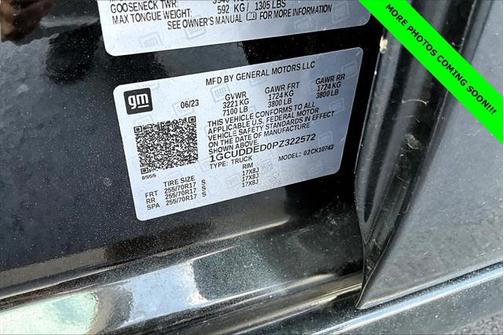 GOOSENECK TWR:
MAX TONGUE WEIGHT: 592 KG / 1305 LBS
SEE OWNER'S MANUAL FOR MORE INFORMATION
MORE PHOTOS COMING SOON!!!
MFD BY GENERAL MOTORS LLC
gm
06/23
GVWR GAWR FRT GAWR RR
3221 KG 1724 KG 1724 KG
7100 LB 3800 LB 3800 LB
THIS VEHICLE CONFORMS TO ALL
APPLICABLE U.S. FEDERAL MOTOR
VEHICLE SAFETY STANDARDS IN EFFECT
ON THE DATE OF MANUFACTURE
SHOWN ABOVE.
1GCUDDED0PZ322572
TYPE: TRUCK MODEL: 02CK10743
TIRE SIZE RIM
FRT 255/70R17 S 17X8J
RR 255/70R17 S 17X8J
SPA 255/70R17 S 17X8J